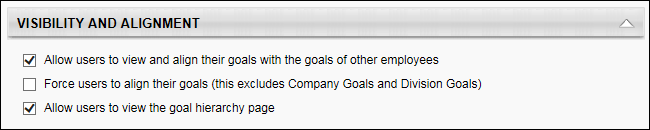 VISIBILITY AND ALIGNMENT
Allow users to view and align their goals with the goals of other employees
Force users to align their goals (this excludes Company Goals and Division Goals)
Allow users to view the goal hierarchy page